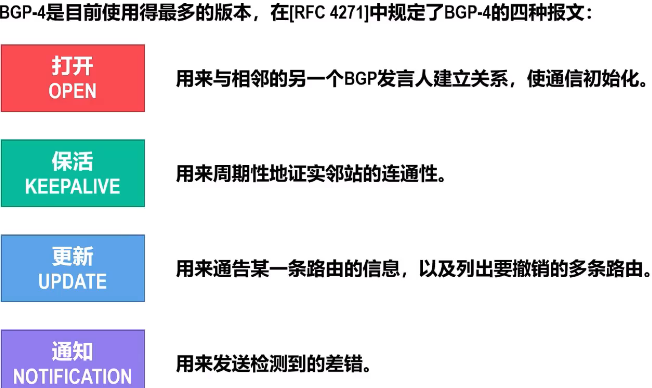 BGP-4是目前使用得最多的版本，在[RFC 4271]中规定了BGP-4的四种报文：
打开
OPEN
用来与相邻的另一个BGP发言人建立关系，使通信初始化。
保活
KEEPALIVE
用来周期性地证实邻站的连通性。
更新
UPDATE
用来通告某一条路由的信息，以及列出要撤销的多条路由。
通知
NOTIFICATION
用来发送检测到的差错。